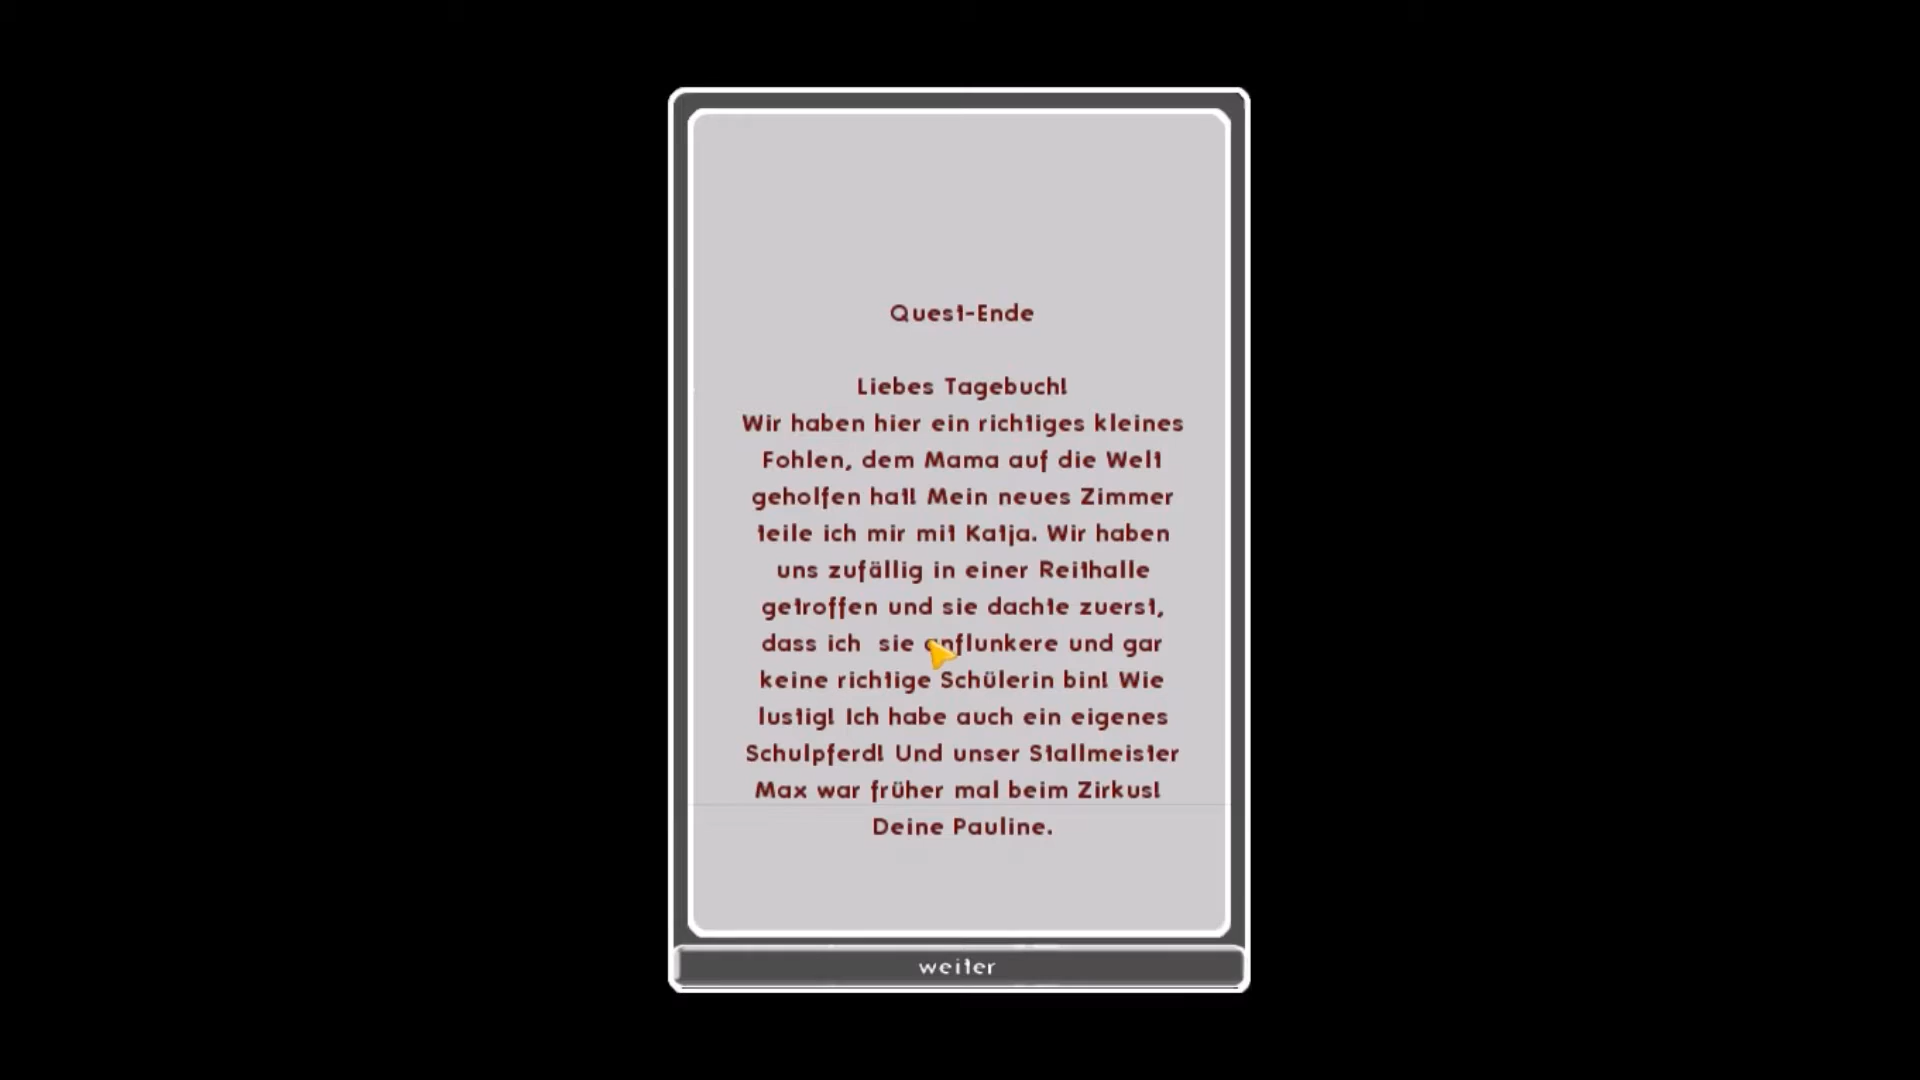 Quest-Ende
Liebes Tagebuch!
Wir haben hier ein richtiges kleines
Fohlen, dem Mama auf die Welt
geholfen hat! Mein neues Zimmer
teile ich mir mit Katja. Wir haben
uns zufällig in einer Reithalle
getroffen und sie dachte zuerst,
dass ich  sie anflunkere und gar
keine richtige Schülerin bin! Wie
lustig! Ich habe auch ein eigenes
Schulpferd! Und unser Stallmeister
Max war früher mal beim Zirkus!
Deine Pauline.
weiter